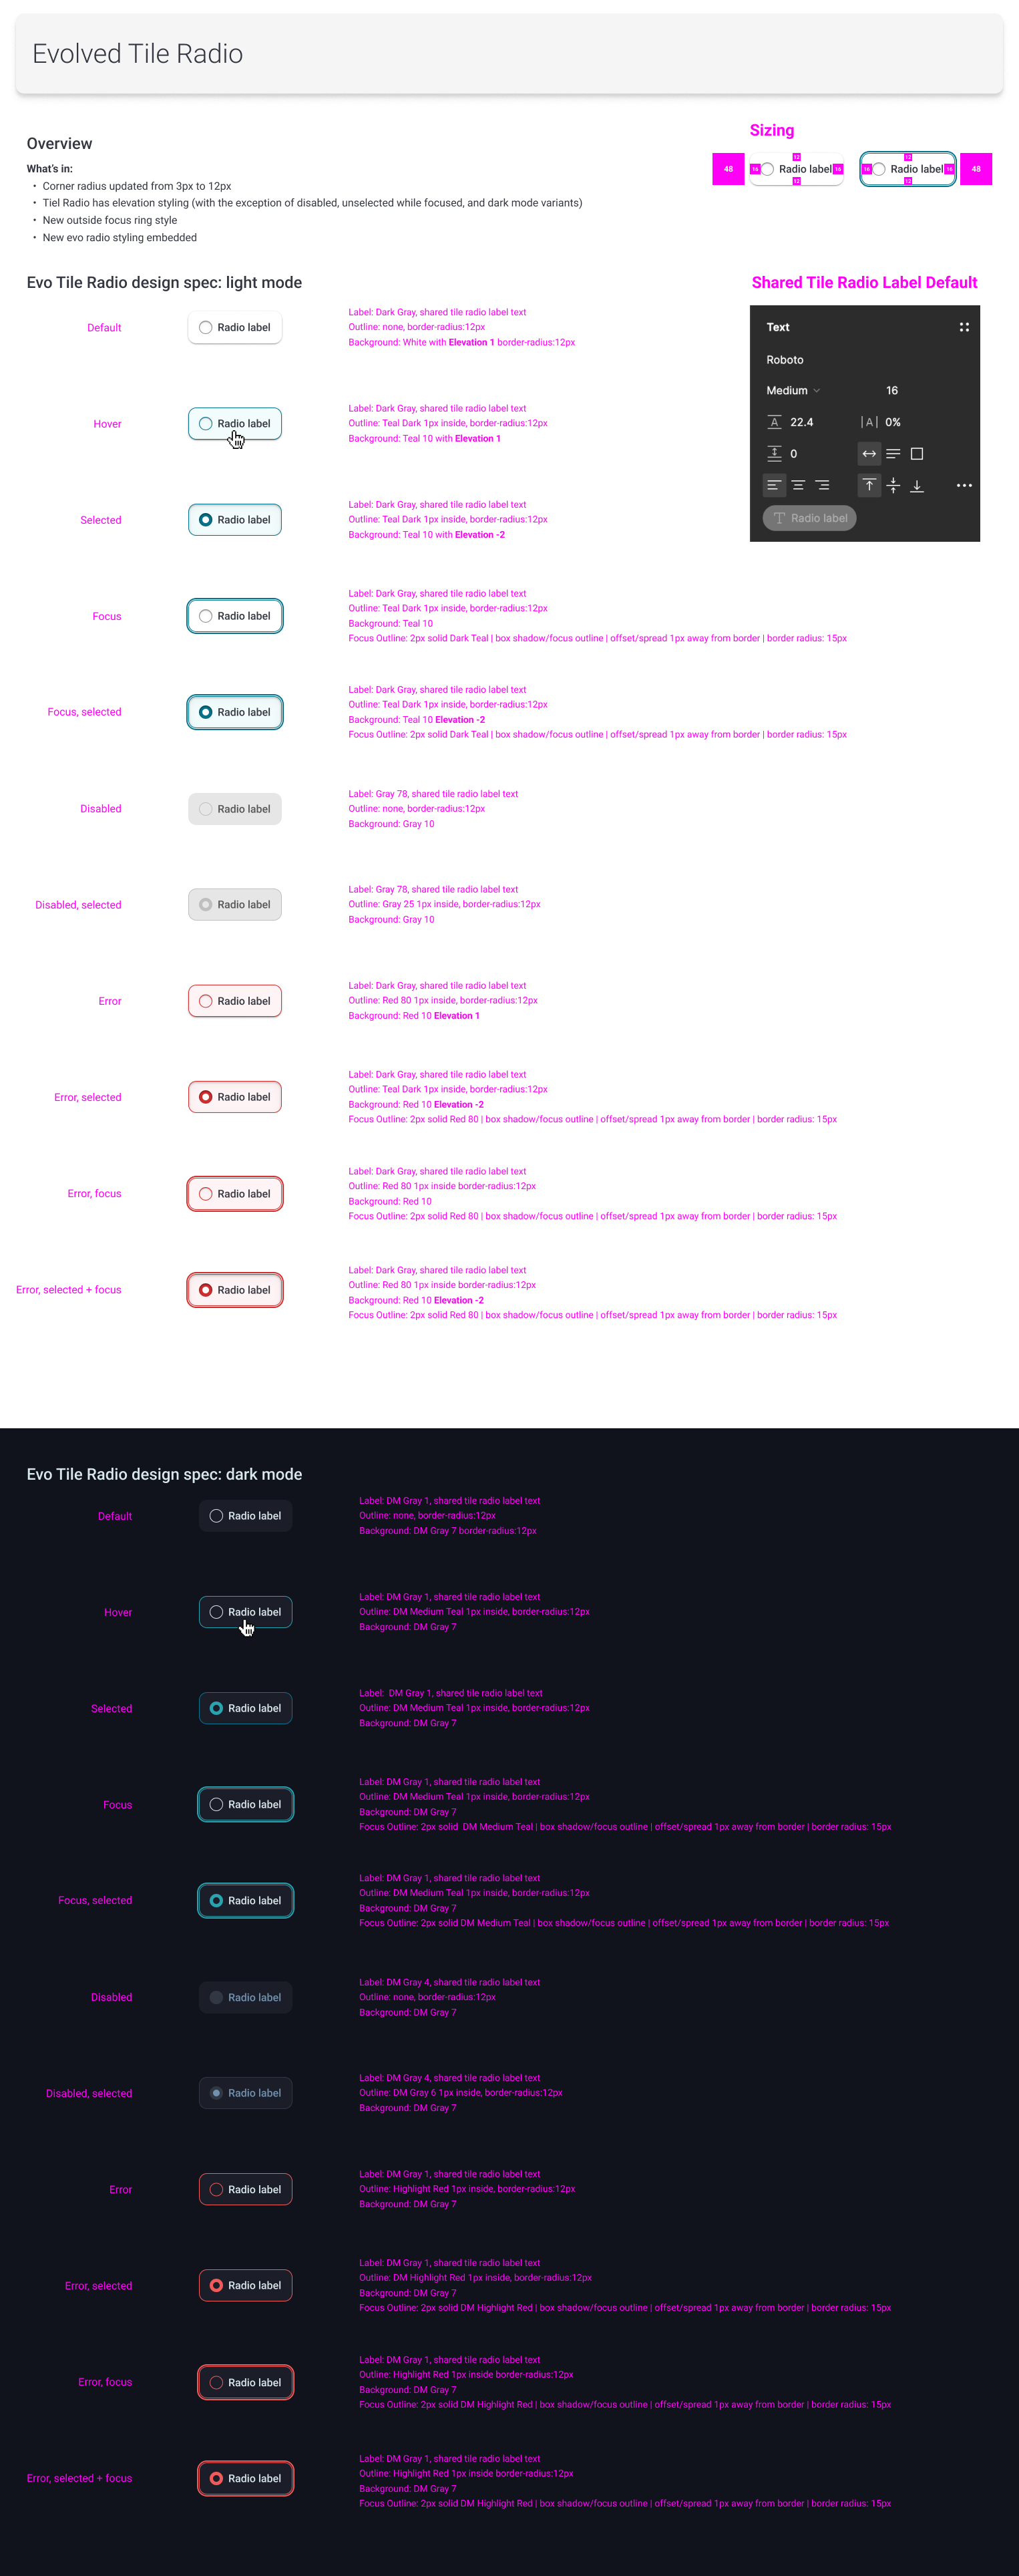 Evolved Tile Radio
Overview
What's in:
• Corner radius updated from 3px to 12px
• Tiel Radio has elevation styling (with the exception of disabled, unselected while focused, and dark mode variants)
• New outside focus ring style
• New evo radio styling embedded
Sizing
48
12
16
Radio label
16
12
12
16
Radio label
16
12
48
Evo Tile Radio design spec: light mode
Default
Radio label
Label: Dark Gray, shared tile radio label text
Outline: none, border-radius:12px
Background: White with Elevation 1 border-radius:12px
Hover
Radio label
Label: Dark Gray, shared tile radio label text
Outline: Teal Dark 1px inside, border-radius:12px
Background: Teal 10 with Elevation 1
Selected
Radio label
Label: Dark Gray, shared tile radio label text
Outline: Teal Dark 1px inside, border-radius:12px
Background: Teal 10 with Elevation -2
Focus
Radio label
Label: Dark Gray, shared tile radio label text
Outline: Teal Dark 1px inside, border-radius:12px
Background: Teal 10
Focus Outline: 2px solid Dark Teal | box shadow/focus outline | offset/spread 1px away from border | border radius: 15px
Focus, selected
Radio label
Label: Dark Gray, shared tile radio label text
Outline: Teal Dark 1px inside, border-radius:12px
Background: Teal 10 Elevation -2
Focus Outline: 2px solid Dark Teal | box shadow/focus outline | offset/spread 1px away from border | border radius: 15px
Disabled
Radio label
Label: Gray 78, shared tile radio label text
Outline: none, border-radius:12px
Background: Gray 10
Disabled, selected
Radio label
Label: Gray 78, shared tile radio label text
Outline: Gray 25 1px inside, border-radius:12px
Background: Gray 10
Error
Radio label
Label: Dark Gray, shared tile radio label text
Outline: Red 80 1px inside, border-radius:12px
Background: Red 10 Elevation 1
Error, selected
Radio label
Label: Dark Gray, shared tile radio label text
Outline: Teal Dark 1px inside, border-radius:12px
Background: Red 10 Elevation -2
Focus Outline: 2px solid Red 80 | box shadow/focus outline | offset/spread 1px away from border | border radius: 15px
Error, focus
Radio label
Label: Dark Gray, shared tile radio label text
Outline: Red 80 1px inside border-radius:12px
Background: Red 10
Focus Outline: 2px solid Red 80 | box shadow/focus outline | offset/spread 1px away from border | border radius: 15px
Error, selected + focus
Radio label
Label: Dark Gray, shared tile radio label text
Outline: Red 80 1px inside border-radius:12px
Background: Red 10 Elevation -2
Focus Outline: 2px solid Red 80 | box shadow/focus outline | offset/spread 1px away from border | border radius: 15px
Shared Tile Radio Label Default
Text
Roboto
Medium
16
22.4
0%
0
Radio label
Evo Tile Radio design spec: dark mode
Default
Radio label
Label: DM Gray 1, shared tile radio label text
Outline: none, border-radius:12px
Background: DM Gray 7 border-radius:12px
Hover
Radio label
Label: DM Gray 1, shared tile radio label text
Outline: DM Medium Teal 1px inside, border-radius:12px
Background: DM Gray 7
Selected
Radio label
Label: DM Gray 1, shared tile radio label text
Outline: DM Medium Teal 1px inside, border-radius:12px
Background: DM Gray 7
Focus
Radio label
Label: DM Gray 1, shared tile radio label text
Outline: DM Medium Teal 1px inside, border-radius:12px
Background: DM Gray 7
Focus Outline: 2px solid DM Medium Teal | box shadow/focus outline | offset/spread 1px away from border | border radius: 15px
Focus, selected
Radio label
Label: DM Gray 1, shared tile radio label text
Outline: DM Medium Teal 1px inside, border-radius:12px
Background: DM Gray 7
Focus Outline: 2px solid DM Medium Teal | box shadow/focus outline | offset/spread 1px away from border | border radius: 15px
Disabled
Radio label
Label: DM Gray 4, shared tile radio label text
Outline: none, border-radius:12px
Background: DM Gray 7
Disabled, selected
Radio label
Label: DM Gray 4, shared tile radio label text
Outline: DM Gray 6 1px inside, border-radius:12px
Background: DM Gray 7
Error
Radio label
Label: DM Gray 1, shared tile radio label text
Outline: Highlight Red 1px inside, border-radius:12px
Background: DM Gray 7
Error, selected
Radio label
Label: DM Gray 1, shared tile radio label text
Outline: DM Highlight Red 1px inside, border-radius:12px
Background: DM Gray 7
Focus Outline: 2px solid DM Highlight Red | box shadow/focus outline | offset/spread 1px away from border | border radius: 15px
Error, focus
Radio label
Label: DM Gray 1, shared tile radio label text
Outline: Highlight Red 1px inside border-radius:12px
Background: DM Gray 7
Focus Outline: 2px solid DM Highlight Red | box shadow/focus outline | offset/spread 1px away from border | border radius: 15px
Error, selected + focus
Radio label
Label: DM Gray 1, shared tile radio label text
Outline: Highlight Red 1px inside border-radius:12px
Background: DM Gray 7
Focus Outline: 2px solid DM Highlight Red | box shadow/focus outline | offset/spread 1px away from border | border radius: 15px